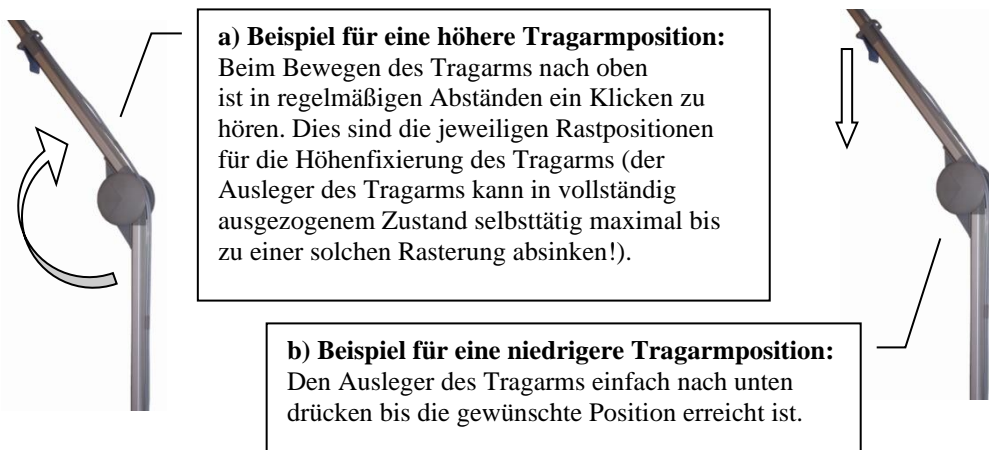 a) Beispiel für eine höhere Tragarmposition:
Beim Bewegen des Tragarms nach oben
ist in regelmäßigen Abständen ein Klicken zu
hören. Dies sind die jeweiligen Rastpositionen
für die Höhenfixierung des Tragarms (der
Ausleger des Tragarms kann in vollständig
ausgezogenem Zustand selbsttätig maximal bis
zu einer solchen Rasterung absinken!).
b) Beispiel für eine niedrigere Tragarmposition:
Den Ausleger des Tragarms einfach nach unten
drücken bis die gewünschte Position erreicht ist.